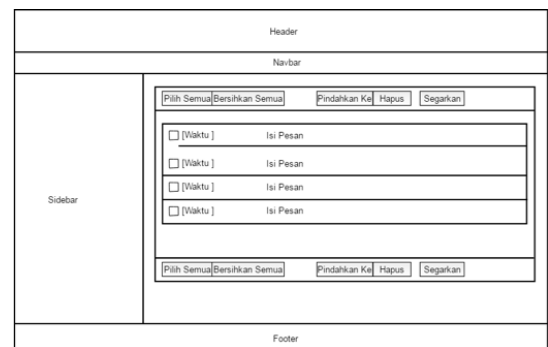 Header
Navbar
Pilih Semua Bersihkan Semua Pindahkan Ke Hapus Segarkan
[Waktu ] Isi Pesan
[Waktu ] Isi Pesan
[Waktu ] Isi Pesan
[Waktu ] Isi Pesan
Sidebar
Pilih Semua Bersihkan Semua Pindahkan Ke Hapus Segarkan
Footer